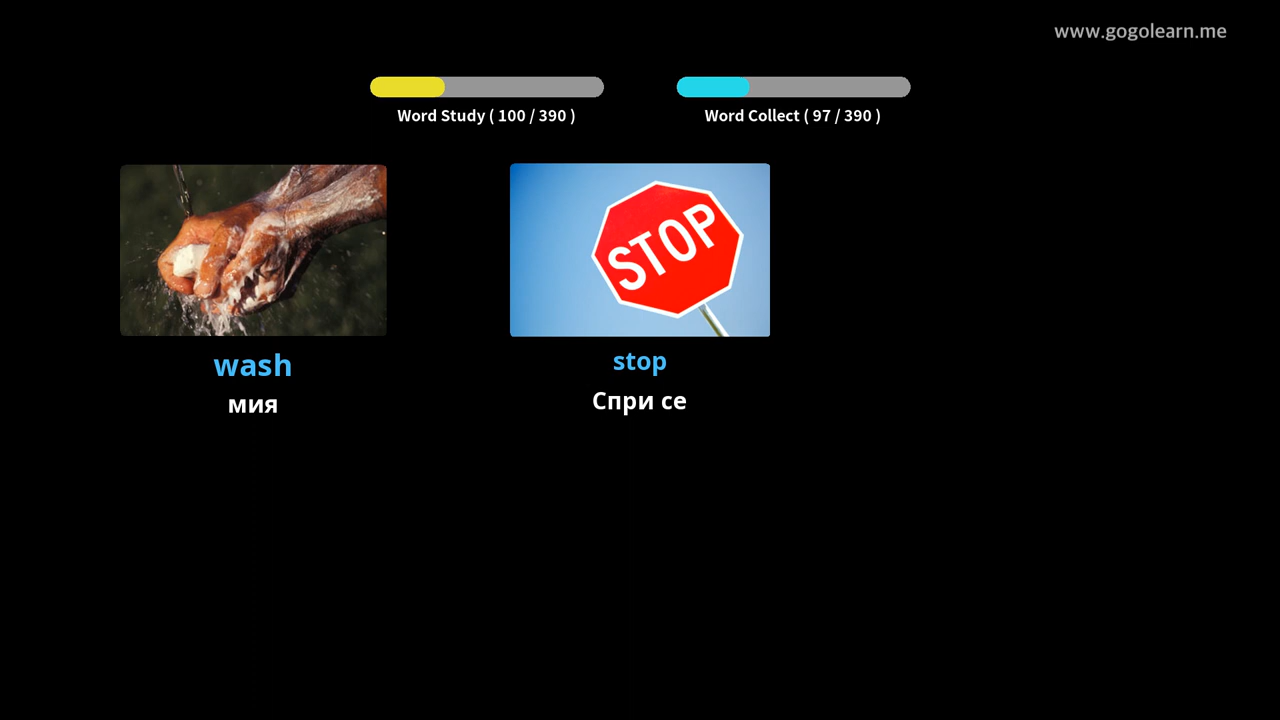 www.gogolearn.me
Word Study ( 100 / 390 )
Word Collect ( 97 / 390 )
STOP
wash
stop
мия
Спри се